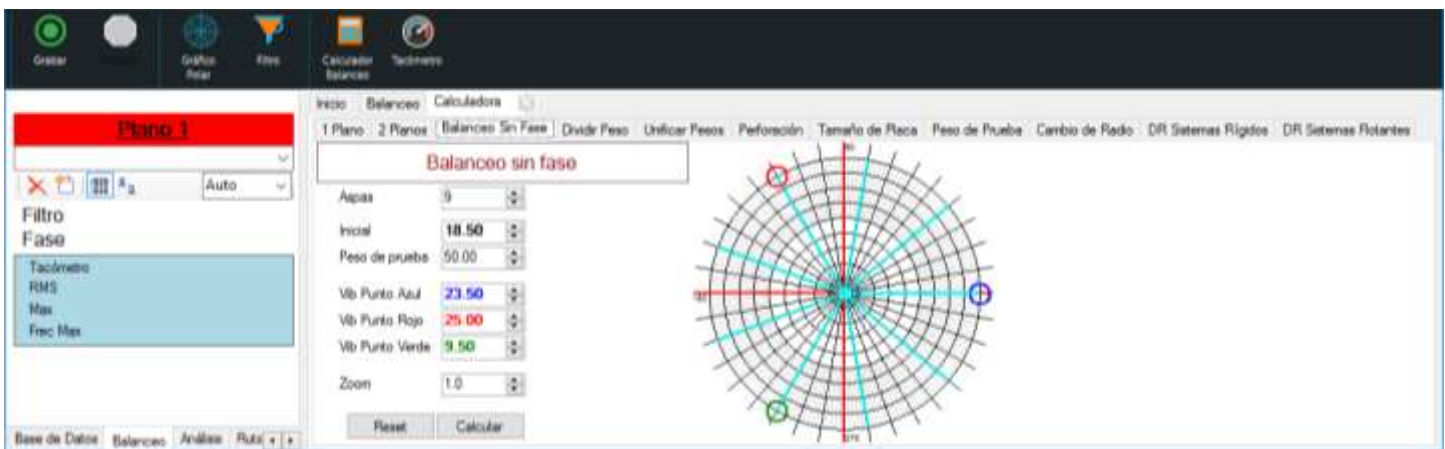 Grabar
Gráfico Polar
Filtro
Calculador Balanceo
Tacómetro
Inicio Balanceo Calculadora
Plano 1
1 Plano 2 Planos Balanceo Sin Fase Dividir Peso Unificar Pesos Perforación Tamaño de Placa Peso de Prueba Cambio de Radio DR Sistemas Rígidos DR Sistemas Rotantes
Balanceo sin fase
Auto
Filtro
Fase
Tacómetro
RMS
Max
Frec Max
Aspas 9
Inicial 18.50
Peso de prueba 50.00
Vib Punto Azul 23.50
Vib Punto Rojo 25.00
Vib Punto Verde 9.50
Zoom 1.0
Reset Calcular
90
270
Base de Datos Balanceo Análisis Ruta